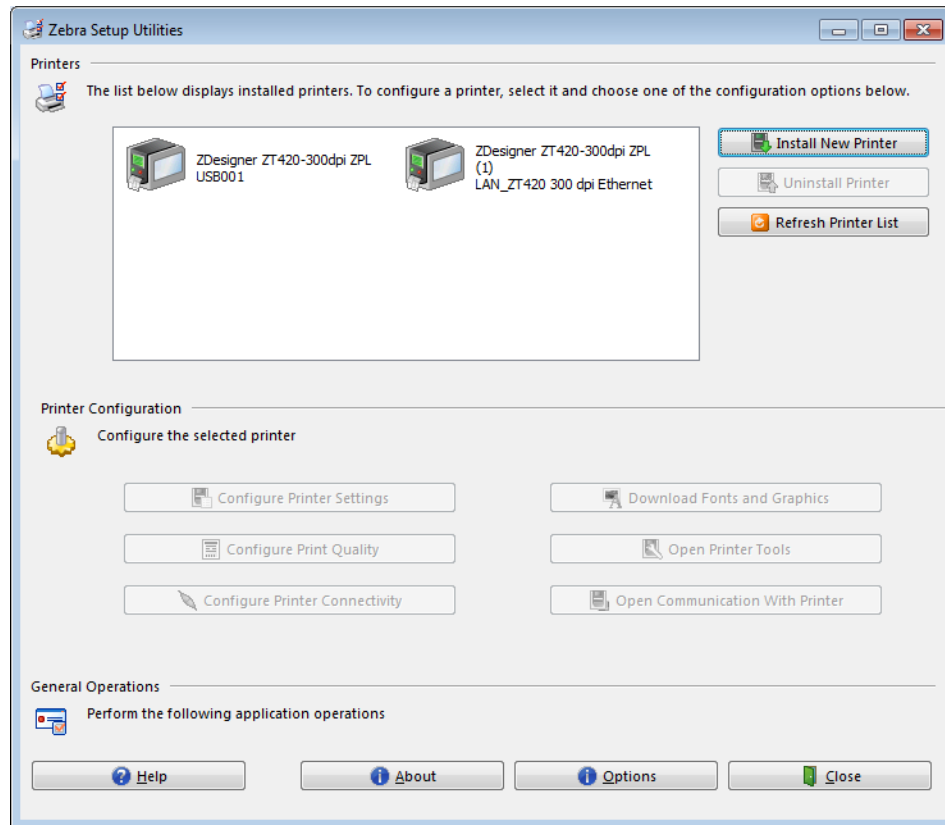 Zebra Setup Utilities
Printers
The list below displays installed printers. To configure a printer, select it and choose one of the configuration options below.
ZDesigner ZT420-300dpi ZPL
USB001
ZDesigner ZT420-300dpi ZPL
(1)
LAN_ZT420 300 dpi Ethernet
Install New Printer
Uninstall Printer
Refresh Printer List
Printer Configuration
Configure the selected printer
Configure Printer Settings
Download Fonts and Graphics
Configure Print Quality
Open Printer Tools
Configure Printer Connectivity
Open Communication With Printer
General Operations
Perform the following application operations
Help
About
Options
Close